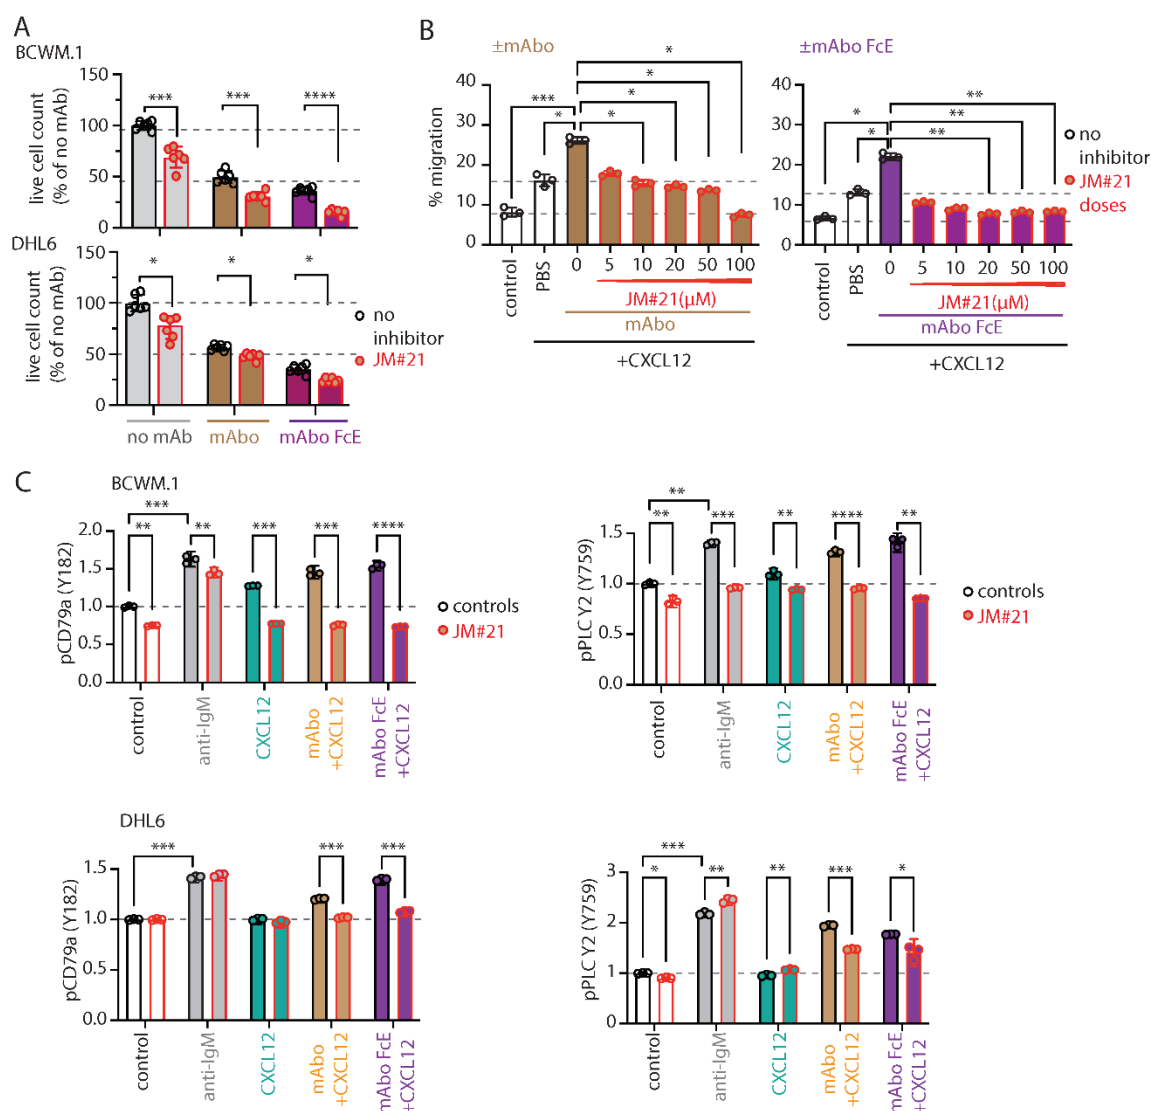 A
BCWM.1
live cell count
(% of no mAb)
150
100
50
0
***
***
****
DHL6
live cell count
(% of no mAb)
150
100
50
0
*
*
*
no
inhibitor
JM#21
no mAb
mAbo
mAbo FcE
B
±mAbo
% migration
40
30
20
10
0
*
*
*
***
*
*
control
PBS
0
5
10
20
50
100
JM#21(µM)
mAbo
+CXCL12
±mAbo FcE
40
30
20
10
0
**
**
*
*
**
no
inhibitor
JM#21
doses
control
PBS
0
5
10
20
50
100
JM#21(µM)
mAbo FcE
+CXCL12
C
BCWM.1
pCD79a (Y182)
2.0
1.5
1.0
0.5
0.0
***
**
**
***
***
****
controls
JM#21
control
anti-IgM
CXCL12
mAbo
+CXCL12
mAbo FcE
+CXCL12
pPLC Y2 (Y759)
1.5
1.0
0.5
0.0
**
**
***
**
****
**
controls
JM#21
control
anti-IgM
CXCL12
mAbo
+CXCL12
mAbo FcE
+CXCL12
DHL6
pCD79a (Y182)
1.5
1.0
0.5
0.0
***
***
***
control
anti-IgM
CXCL12
mAbo
+CXCL12
mAbo FcE
+CXCL12
pPLC Y2 (Y759)
3
2
1
0
***
*
**
**
***
*
control
anti-IgM
CXCL12
mAbo
+CXCL12
mAbo FcE
+CXCL12